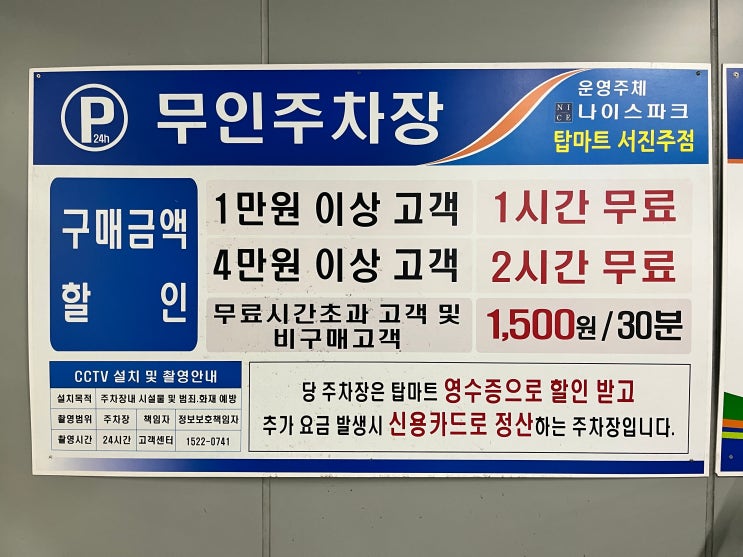 P
24h
무인주차장
운영주체
NICE 나이스파크
탑마트 서진주점
구매금액
할 인
1만원 이상 고객
1시간 무료
4만원 이상 고객
2시간 무료
무료시간초과 고객 및
비구매고객
1,500원 / 30분
CCTV 설치 및 촬영안내
설치목적 주차장내 시설물 및 범죄.화재 예방
촬영범위 주차장 책임자 정보보호책임자
촬영시간 24시간 고객센터 1522-0741
당 주차장은 탑마트 영수증으로 할인 받고
추가 요금 발생시 신용카드로 정산하는 주차장입니다.